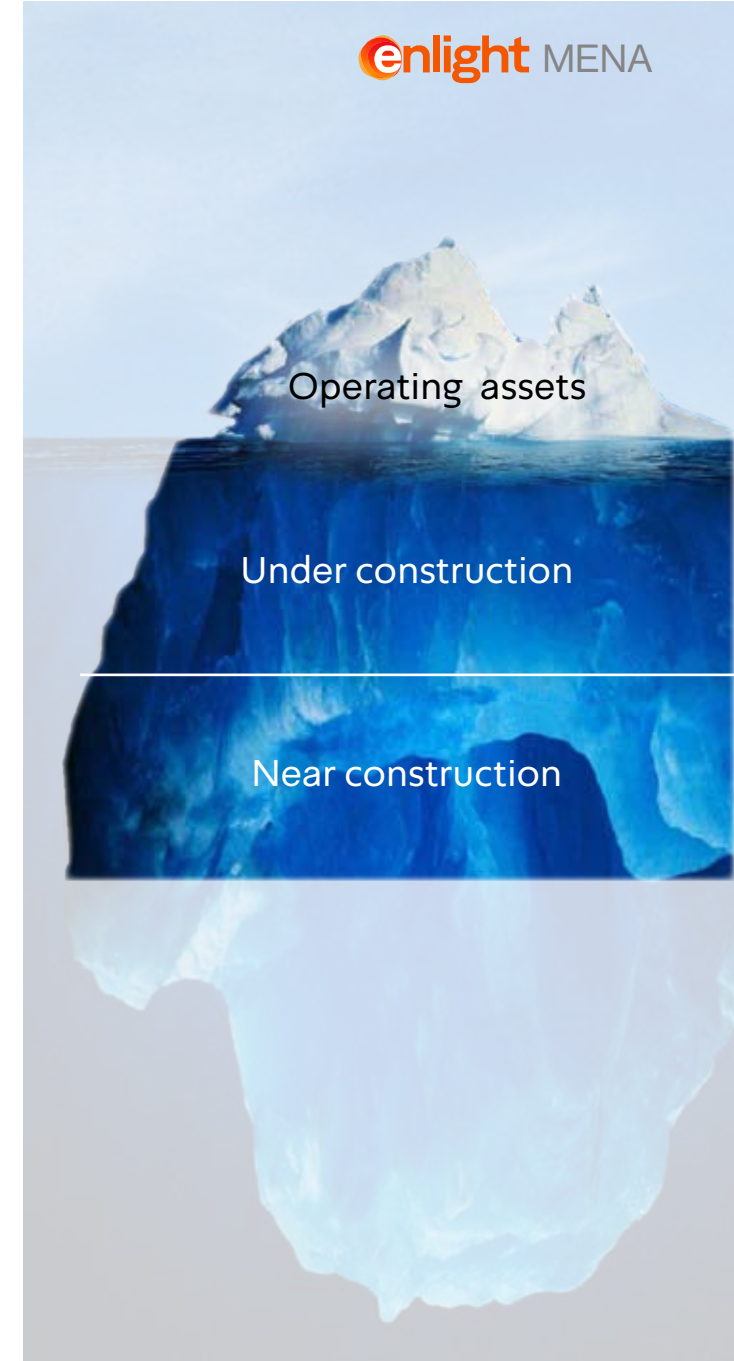 enlight MENA
Operating assets
Under construction
Near construction